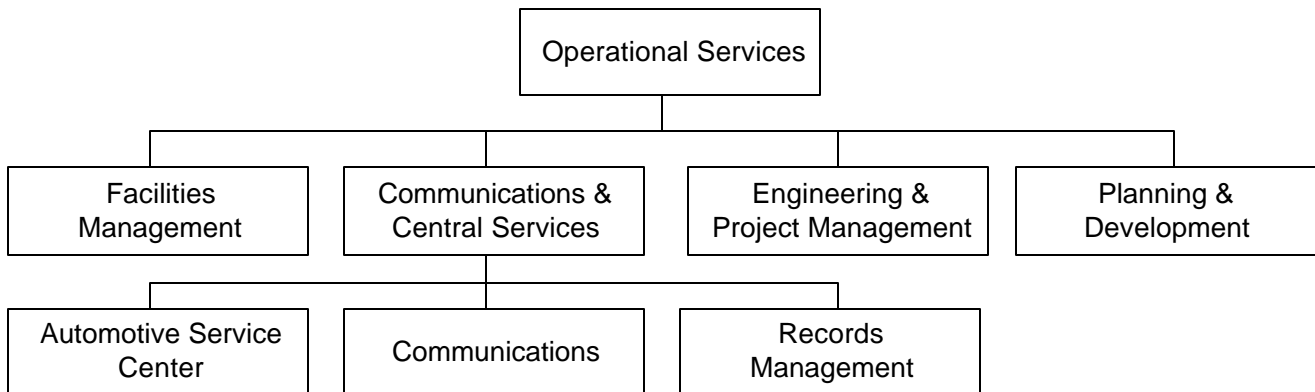 Operational Services
Facilities
Management
Communications &
Central Services
Engineering &
Project Management
Planning &
Development
Automotive Service
Center
Communications
Records
Management